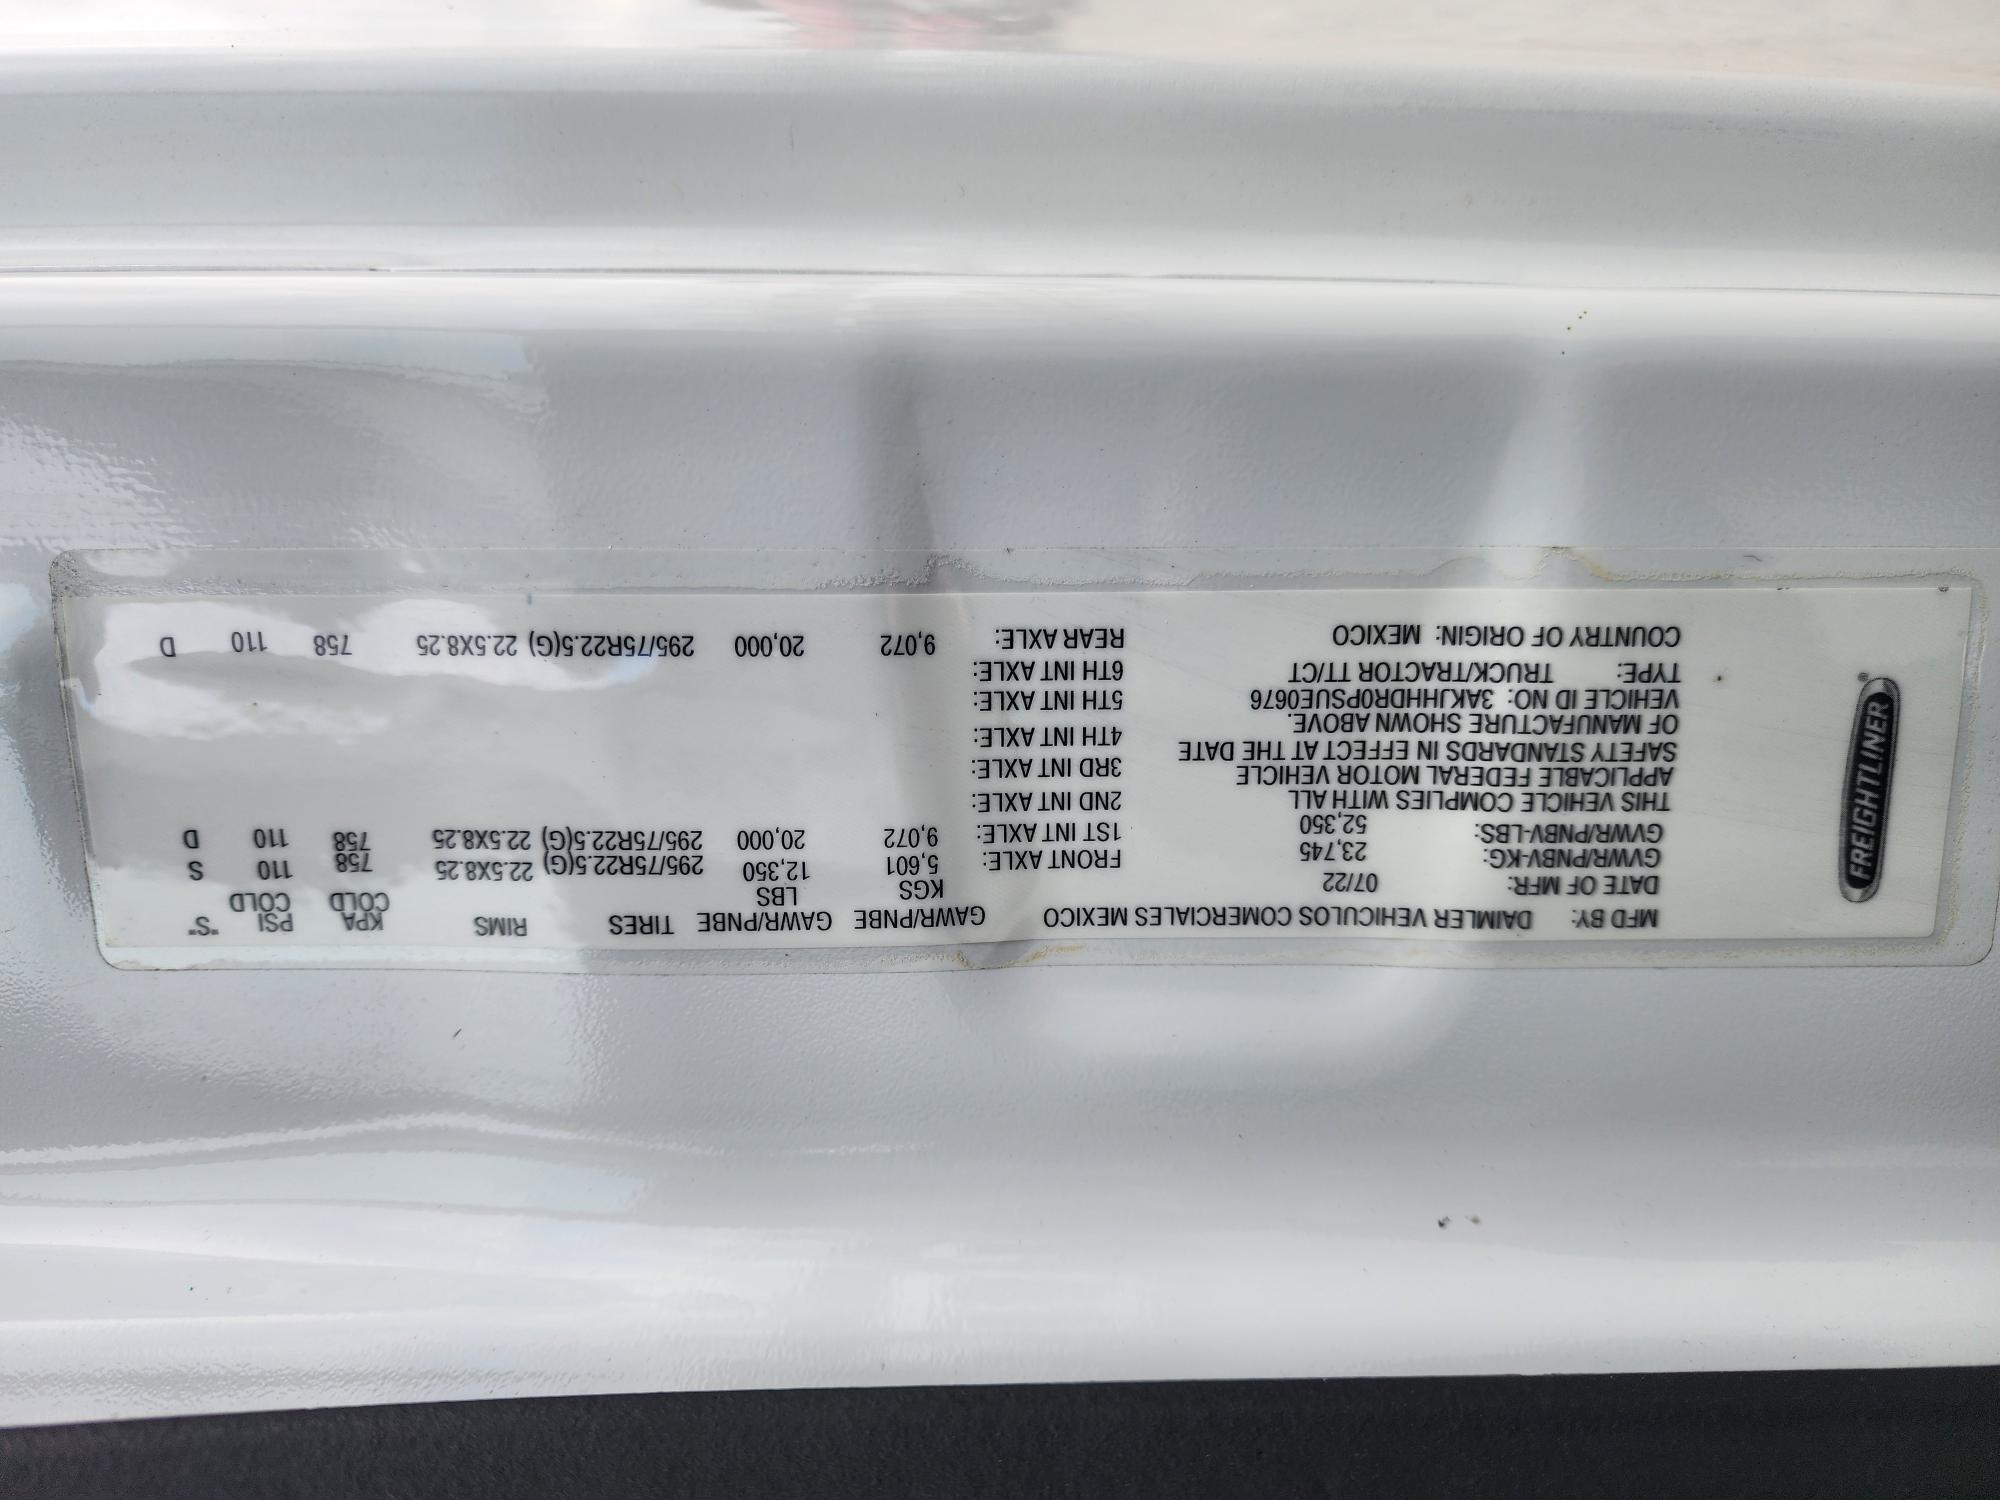 FREIGHTLINER®
MFD BY: DAIMLER VEHICULOS COMERCIALES MEXICO
DATE OF MFR: 07/22
GVWR/PNBV-KG: 23,745
GVWR/PNBV-LBS: 52,350
THIS VEHICLE COMPLIES WITH ALL
APPLICABLE FEDERAL MOTOR VEHICLE
SAFETY STANDARDS IN EFFECT AT THE DATE
OF MANUFACTURE SHOWN ABOVE.
VEHICLE ID NO: 3AKJHHDR0PSUE0676
TYPE: TRUCK/TRACTOR TT/CT
COUNTRY OF ORIGIN: MEXICO
GAWR/PNBE GAWR/PNBE TIRES RIMS KPA PSI "S"
KGS LBS COLD COLD
FRONT AXLE: 5,601 12,350 295/75R22.5(G) 22.5X8.25 758 110 S
1ST INT AXLE: 9,072 20,000 295/75R22.5(G) 22.5X8.25 758 110 D
2ND INT AXLE:
3RD INT AXLE:
4TH INT AXLE:
5TH INT AXLE:
6TH INT AXLE:
REAR AXLE: 9,072 20,000 295/75R22.5(G) 22.5X8.25 758 110 D